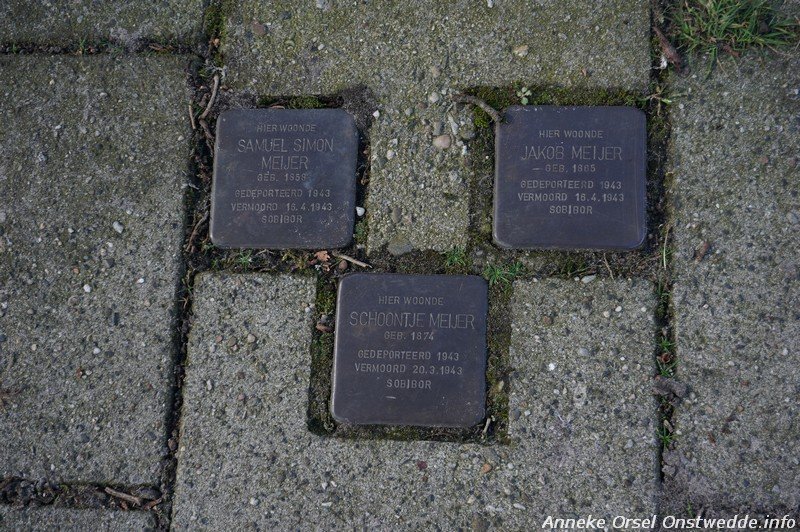 HIER WOONDE
SAMUEL SIMON
MEIJER
GEB. 1859
GEDEPORTEERD 1943
VERMOORD 16.4.1943
SOBIBOR
HIER WOONDE
JAKOB MEIJER
GEB. 1865
GEDEPORTEERD 1943
VERMOORD 16.4.1943
SOBIBOR
HIER WOONDE
SCHOONTJE MEIJER
GEB. 1874
GEDEPORTEERD 1943
VERMOORD 20.3.1943
SOBIBOR
Anneke Orsel Onstwedde.info